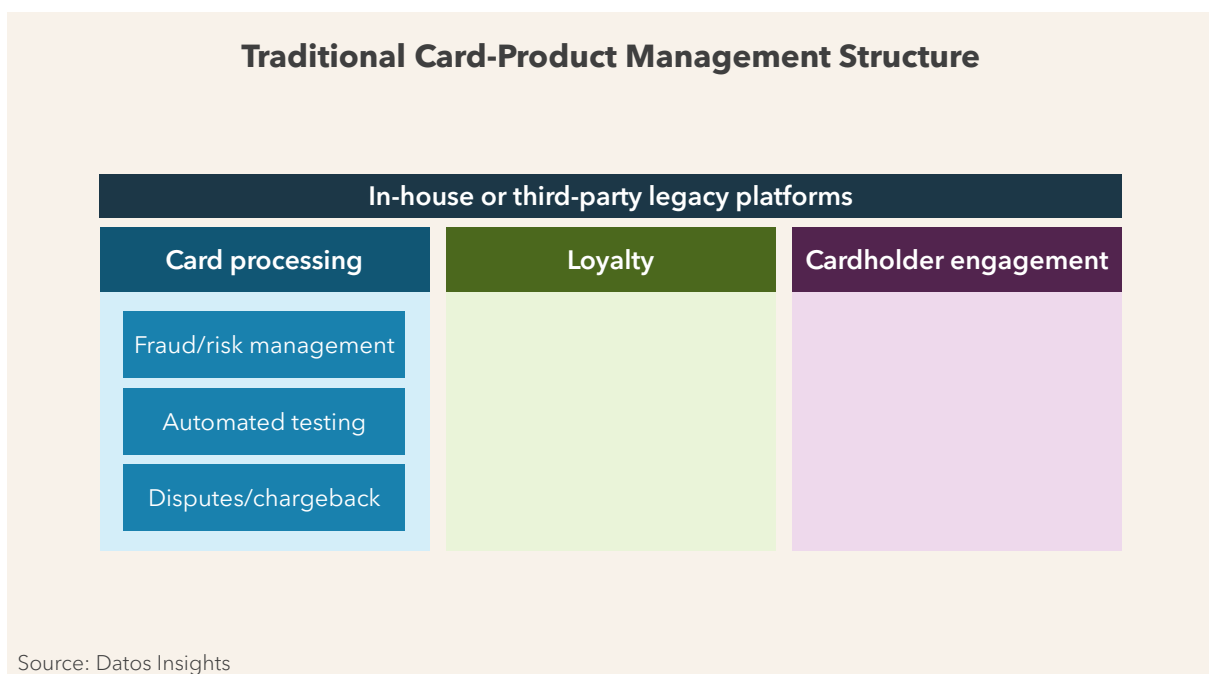 Traditional Card-Product Management Structure
In-house or third-party legacy platforms
Card processing
Loyalty
Cardholder engagement
Fraud/risk management
Automated testing
Disputes/chargeback
Source: Datos Insights